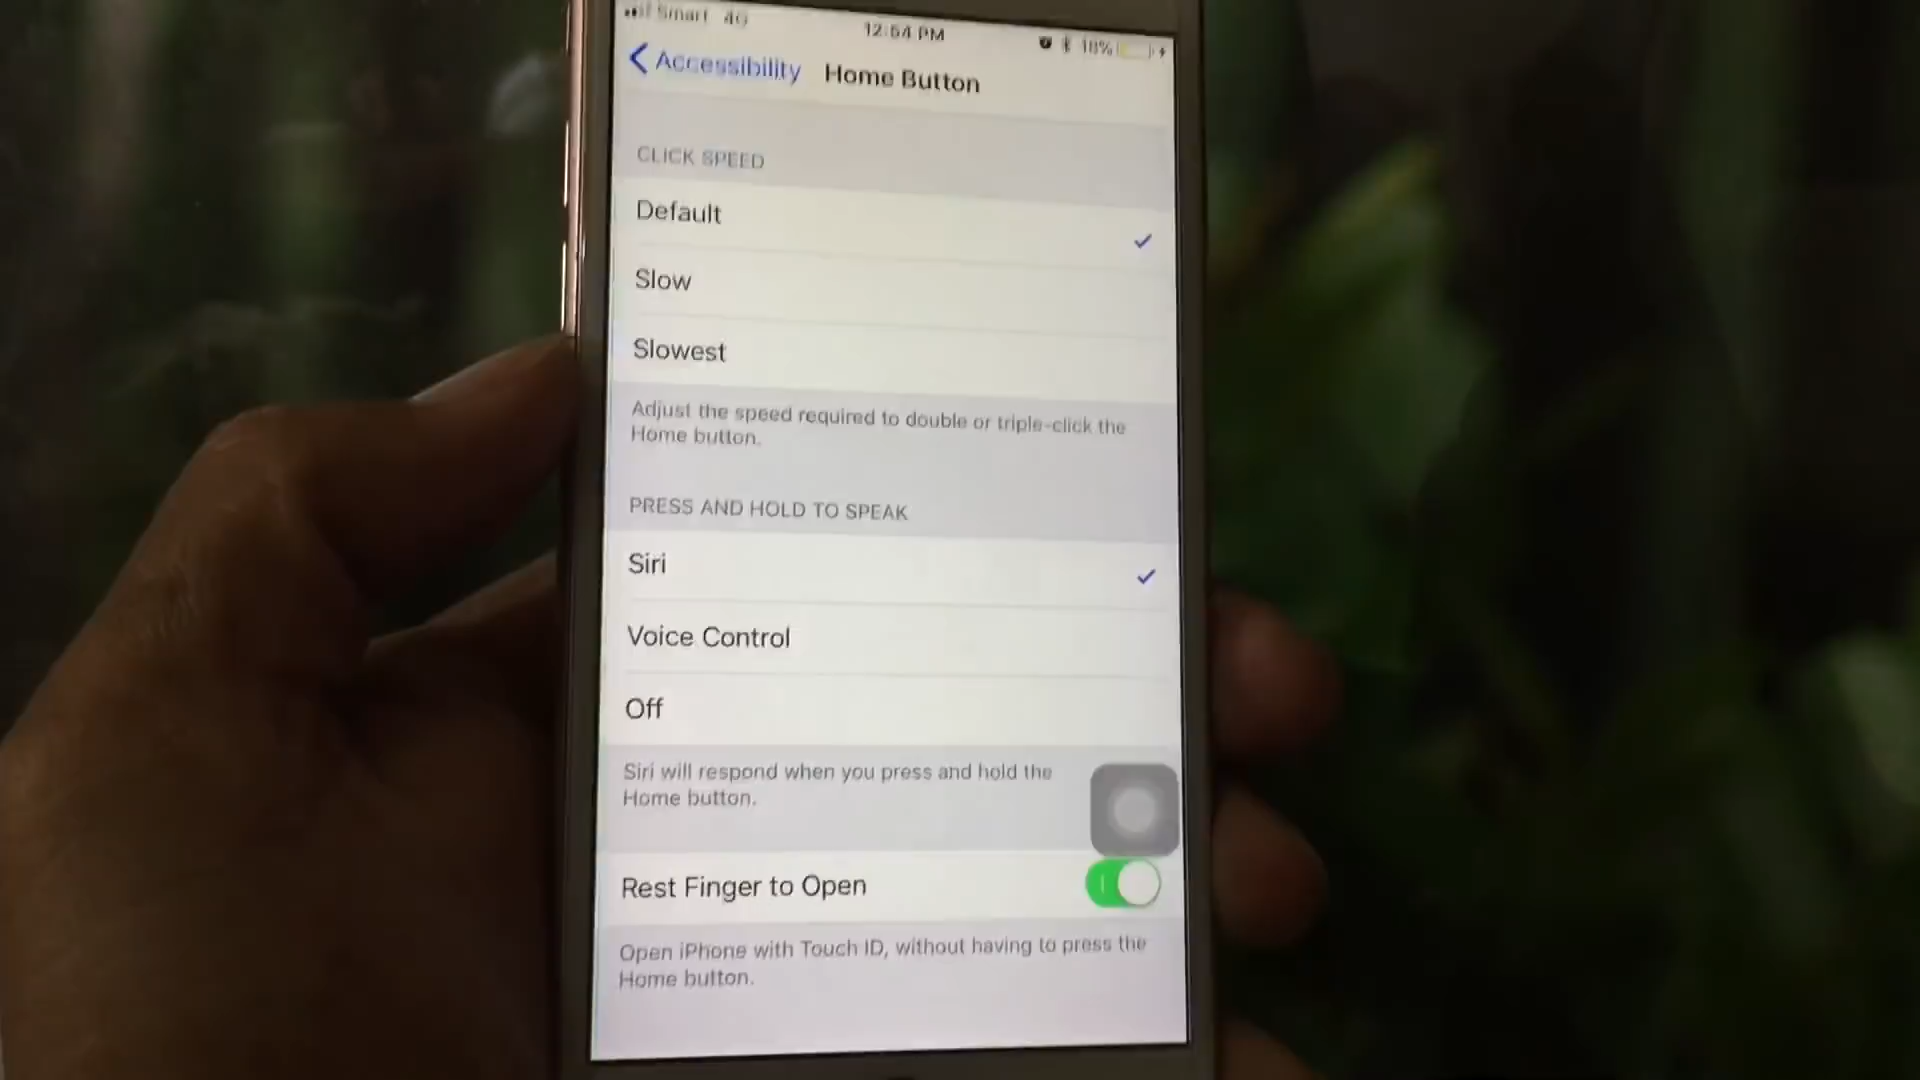 Smart 4G 12:54 PM 18%
Accessibility Home Button
CLICK SPEED
Default
Slow
Slowest
Adjust the speed required to double or triple-click the
Home button.
PRESS AND HOLD TO SPEAK
Siri
Voice Control
Off
Siri will respond when you press and hold the
Home button.
Rest Finger to Open
Open iPhone with Touch ID, without having to press the
Home button.